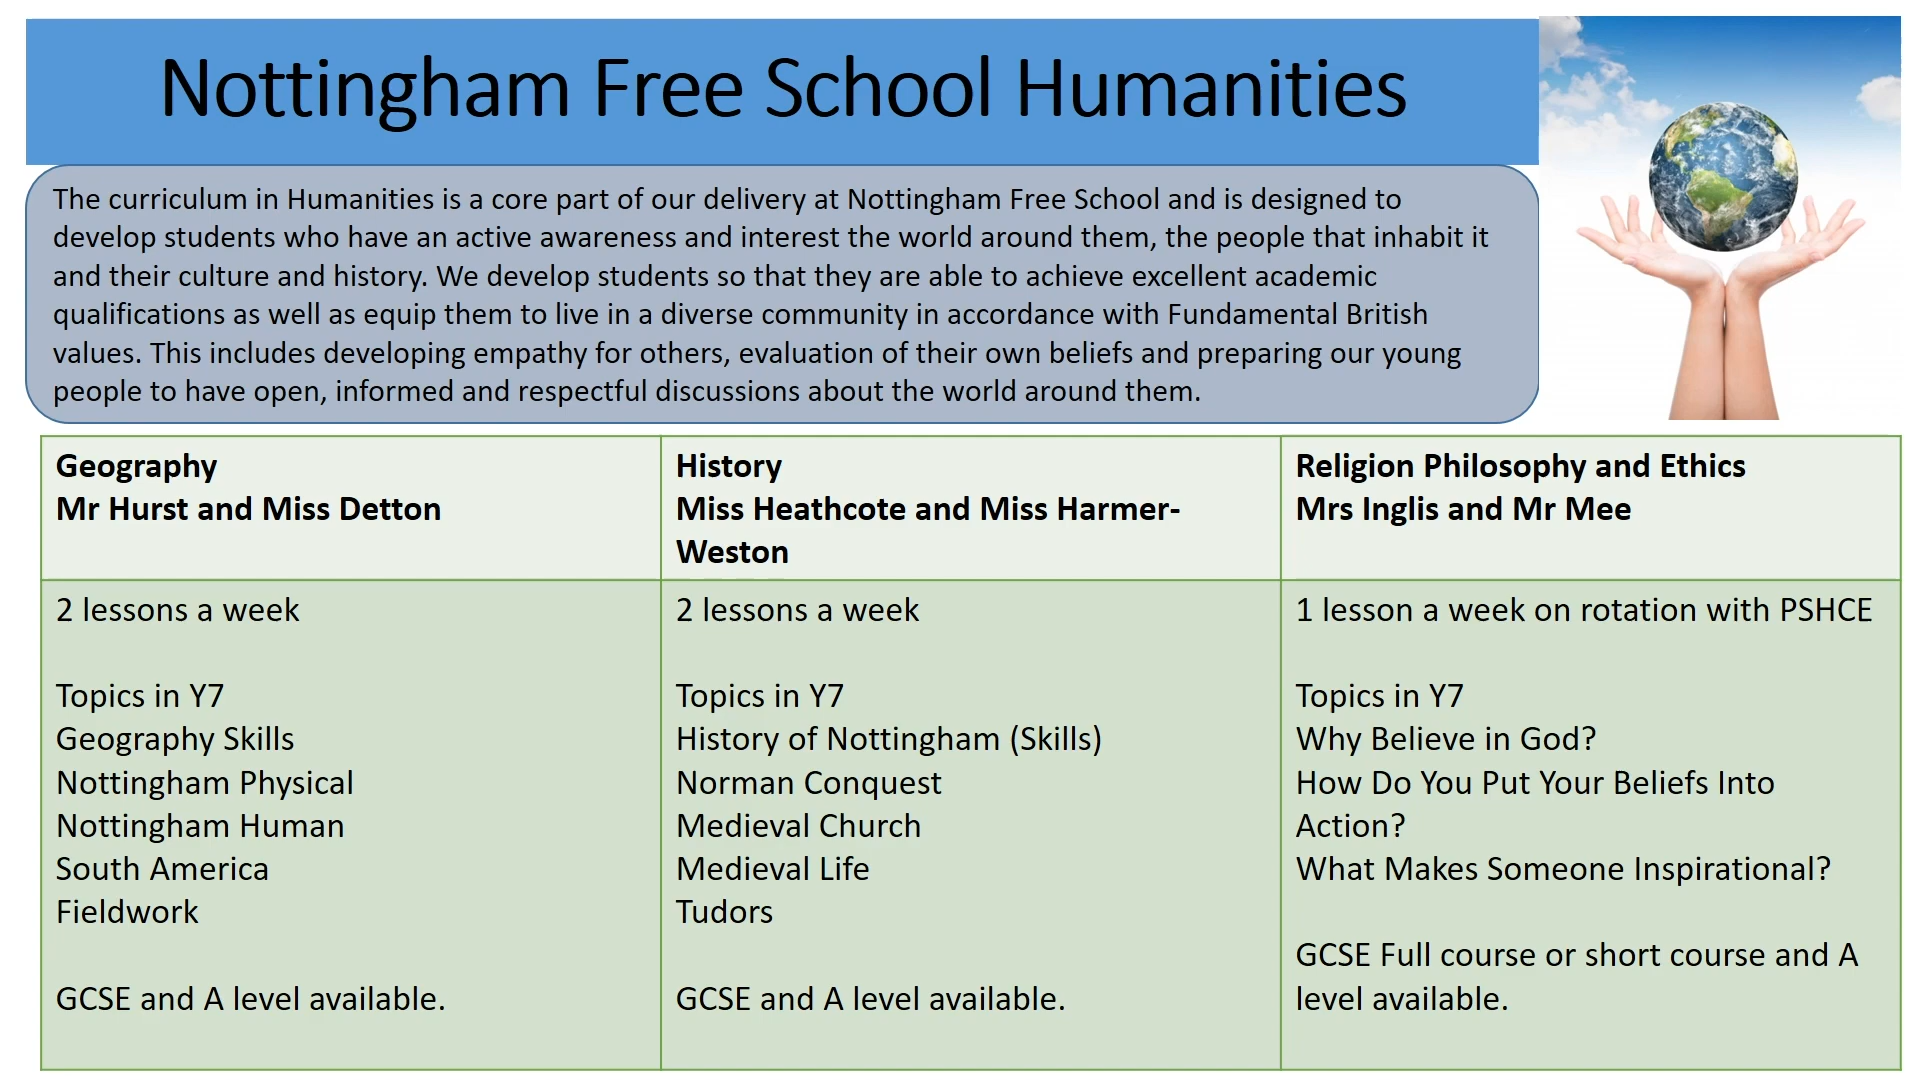 Nottingham Free School Humanities
The curriculum in Humanities is a core part of our delivery at Nottingham Free School and is designed to
develop students who have an active awareness and interest the world around them, the people that inhabit it
and their culture and history. We develop students so that they are able to achieve excellent academic
qualifications as well as equip them to live in a diverse community in accordance with Fundamental British
values. This includes developing empathy for others, evaluation of their own beliefs and preparing our young
people to have open, informed and respectful discussions about the world around them.
Geography
Mr Hurst and Miss Detton
2 lessons a week
Topics in Y7
Geography Skills
Nottingham Physical
Nottingham Human
South America
Fieldwork
GCSE and A level available.
History
Miss Heathcote and Miss Harmer-
Weston
2 lessons a week
Topics in Y7
History of Nottingham (Skills)
Norman Conquest
Medieval Church
Medieval Life
Tudors
GCSE and A level available.
Religion Philosophy and Ethics
Mrs Inglis and Mr Mee
1 lesson a week on rotation with PSHCE
Topics in Y7
Why Believe in God?
How Do You Put Your Beliefs Into
Action?
What Makes Someone Inspirational?
GCSE Full course or short course and A
level available.